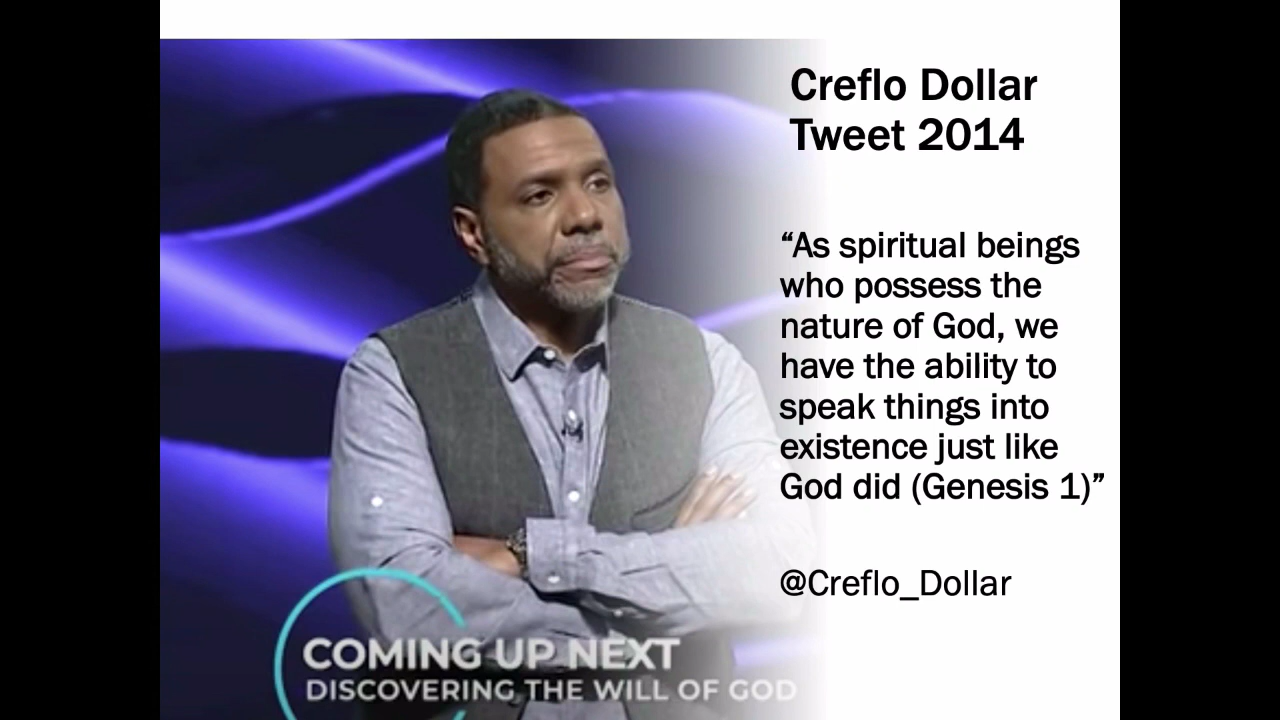 Creflo Dollar
Tweet 2014
“As spiritual beings
who possess the
nature of God, we
have the ability to
speak things into
existence just like
God did (Genesis 1)”
@Creflo_Dollar
COMING UP NEXT
DISCOVERING THE WILL OF GOD